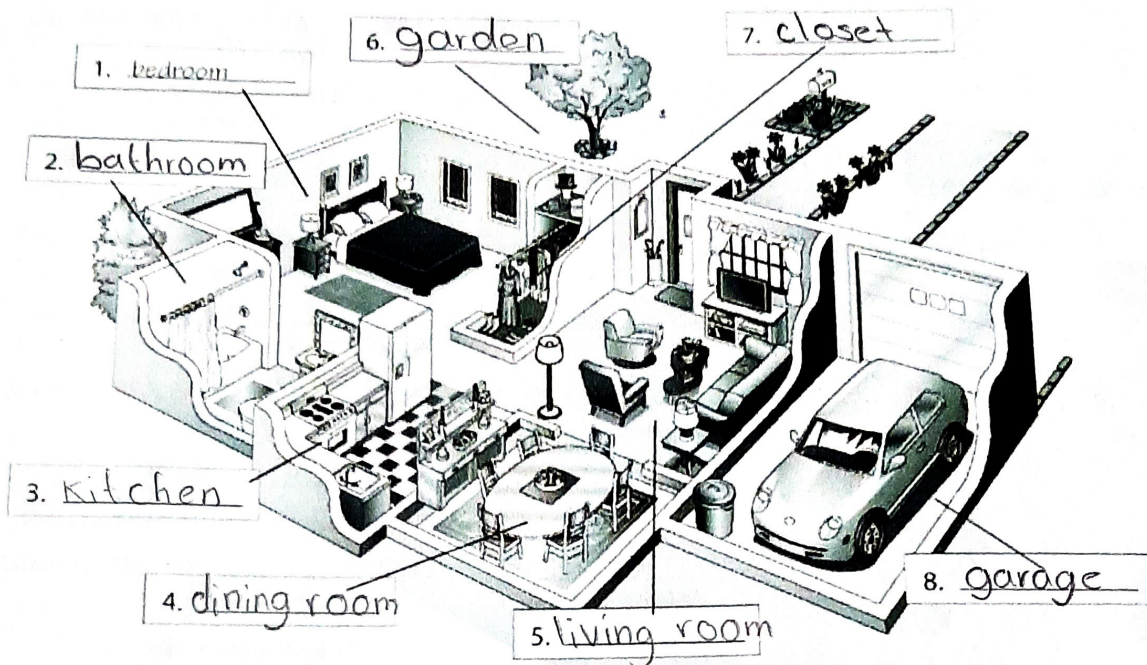 6. garden
7. closet
1. bedroom
2. bathroom
3. kitchen
4. dining room
5. living room
8. garage